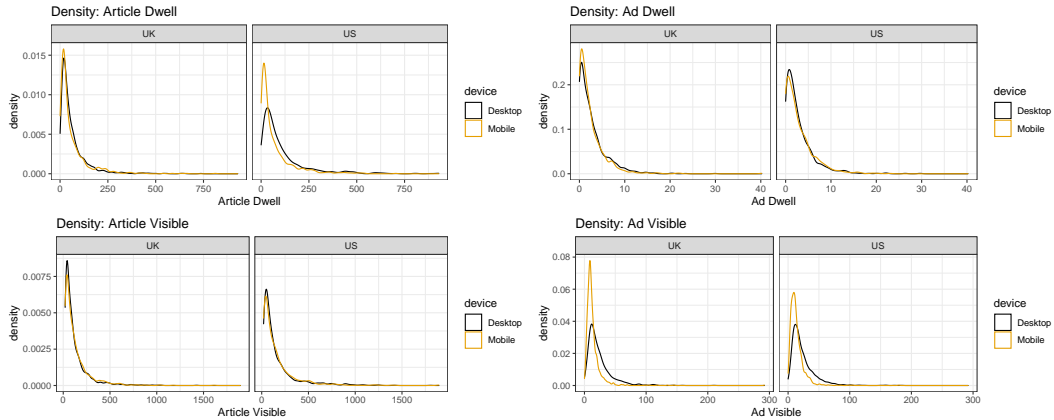 Density: Article Dwell
UK
US
density
0.015
0.010
0.005
0.000
0
250
500
750
0
250
500
750
Article Dwell
device
Desktop
Mobile
Density: Ad Dwell
UK
US
density
0.2
0.1
0.0
0
10
20
30
40
0
10
20
30
40
Ad Dwell
device
Desktop
Mobile
Density: Article Visible
UK
US
density
0.0075
0.0050
0.0025
0.0000
0
500
1000
1500
0
500
1000
1500
Article Visible
device
Desktop
Mobile
Density: Ad Visible
UK
US
density
0.08
0.06
0.04
0.02
0.00
0
100
200
300
0
100
200
300
Ad Visible
device
Desktop
Mobile